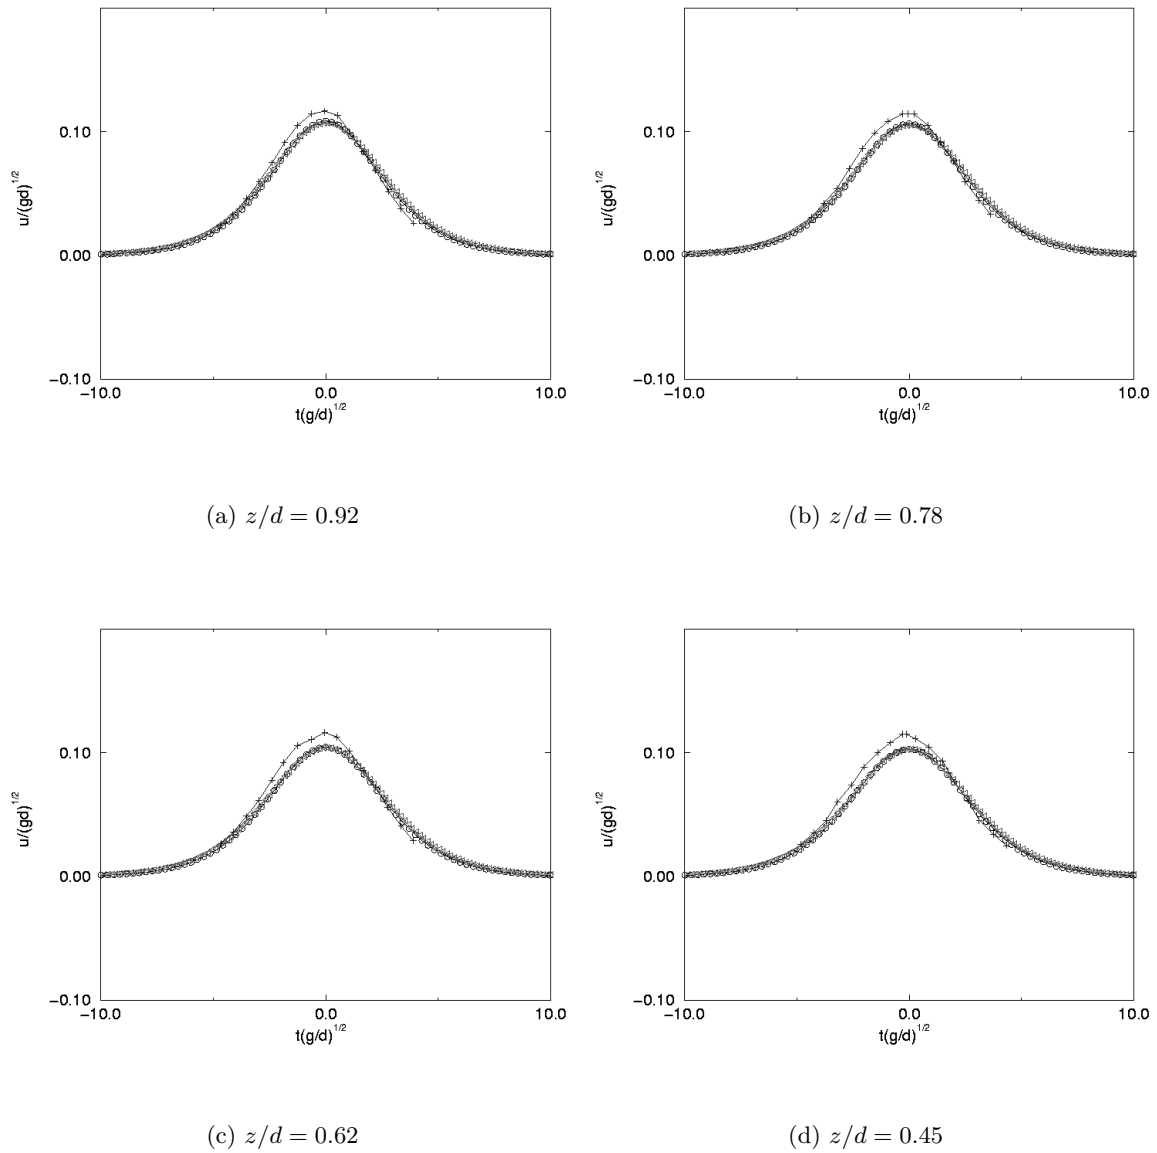 0.10
0.00
−0.10
−10.0 0.0 10.0
u/(gd)^1/2
t(g/d)^1/2
(a) z/d = 0.92
0.10
0.00
−0.10
−10.0 0.0 10.0
u/(gd)^1/2
t(g/d)^1/2
(b) z/d = 0.78
0.10
0.00
−0.10
−10.0 0.0 10.0
u/(gd)^1/2
t(g/d)^1/2
(c) z/d = 0.62
0.10
0.00
−0.10
−10.0 0.0 10.0
u/(gd)^1/2
t(g/d)^1/2
(d) z/d = 0.45